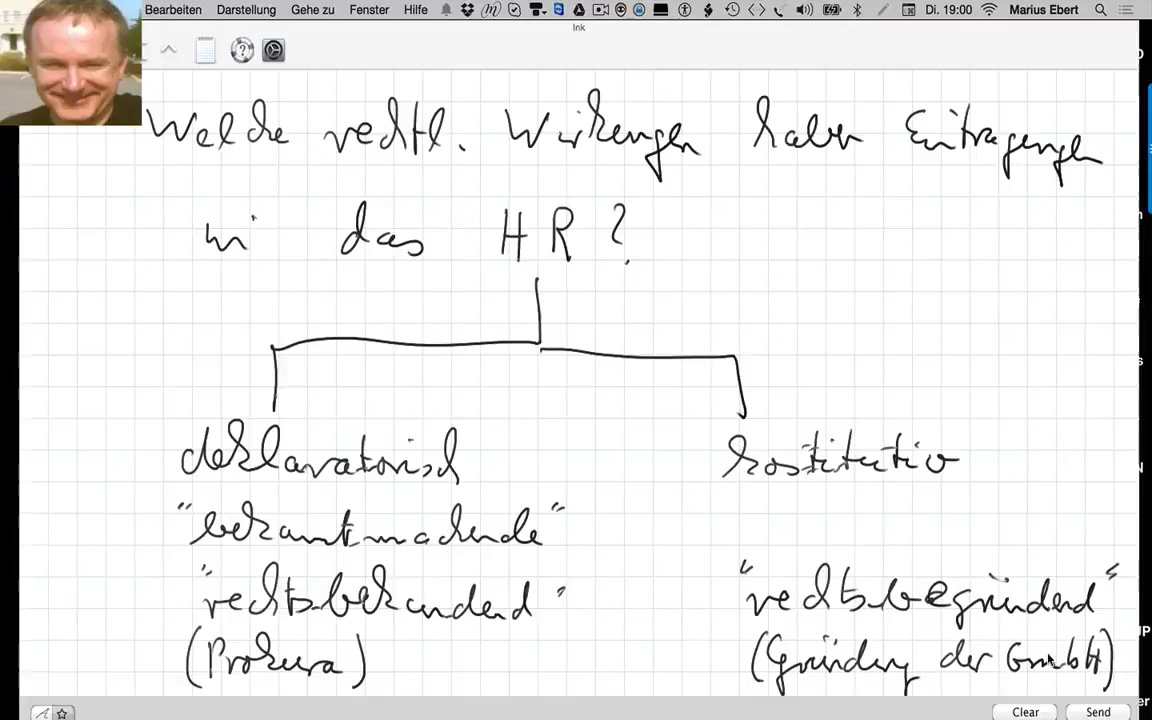 Bearbeiten Darstellung Gehe zu Fenster Hilfe Di. 19:00 Marius Ebert
Ink
Welche rechtl. Wirkungen haben Eintragungen
in das HR?
deklaratorisch kostitutiv
"bekanntmachende"
"rechtsbekundend" "rechtsbegründend"
(Prokura) (Gründung der GmbH)
Clear Send